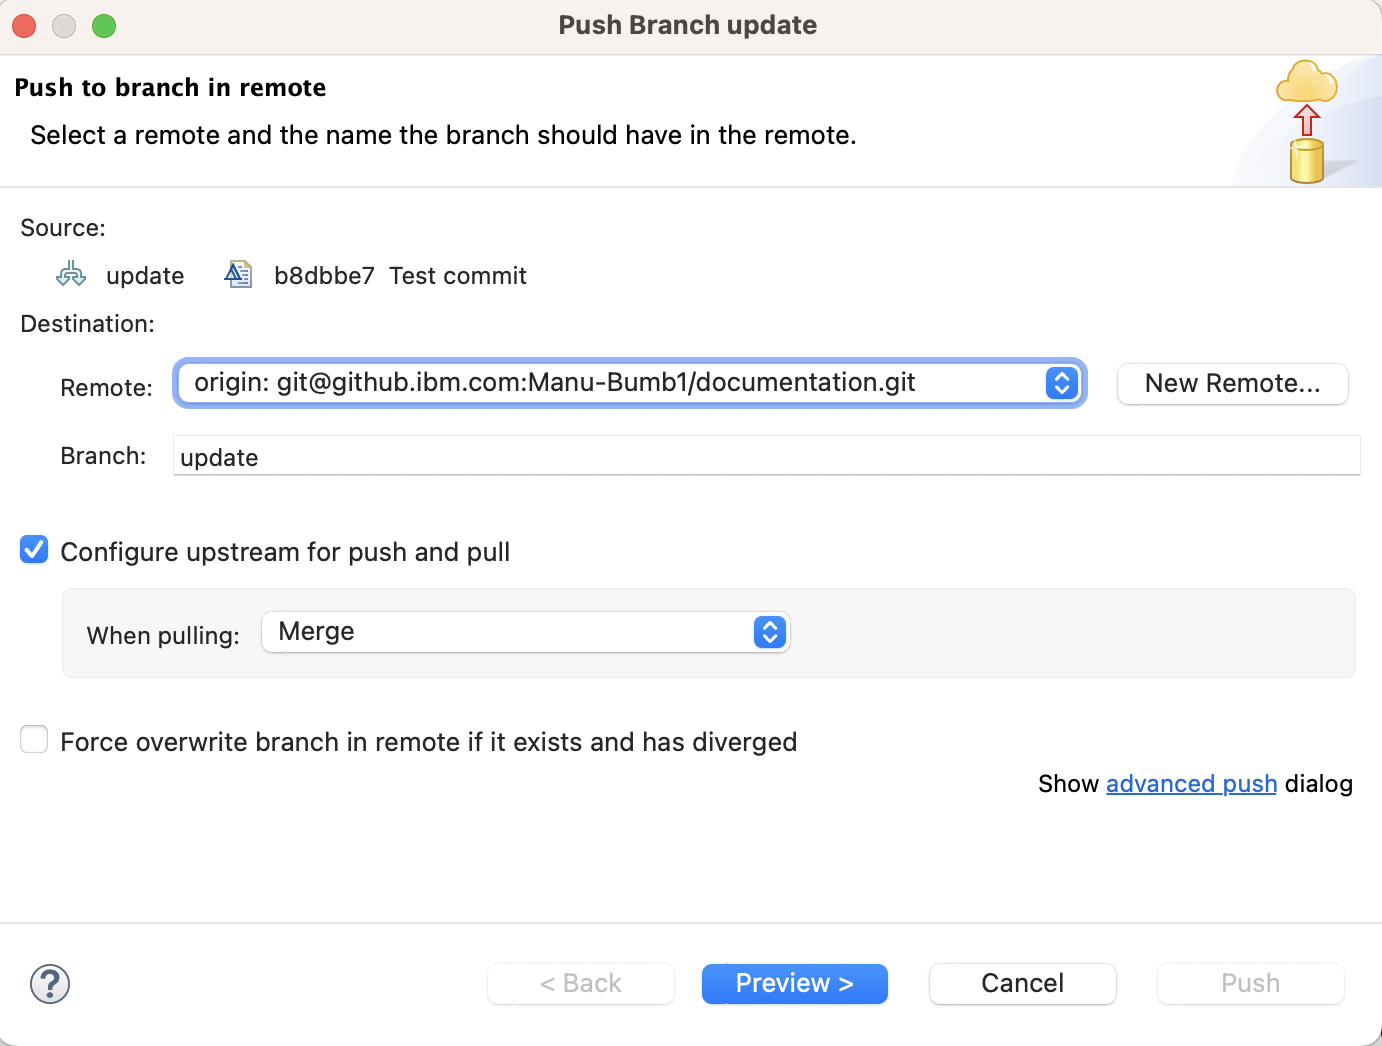 Push Branch update
Push to branch in remote
Select a remote and the name the branch should have in the remote.
Source:
update b8dbbe7 Test commit
Destination:
Remote: origin: git@github.ibm.com:Manu-Bumb1/documentation.git New Remote...
Branch: update
Configure upstream for push and pull
When pulling: Merge
Force overwrite branch in remote if it exists and has diverged
Show advanced push dialog
? < Back Preview > Cancel Push